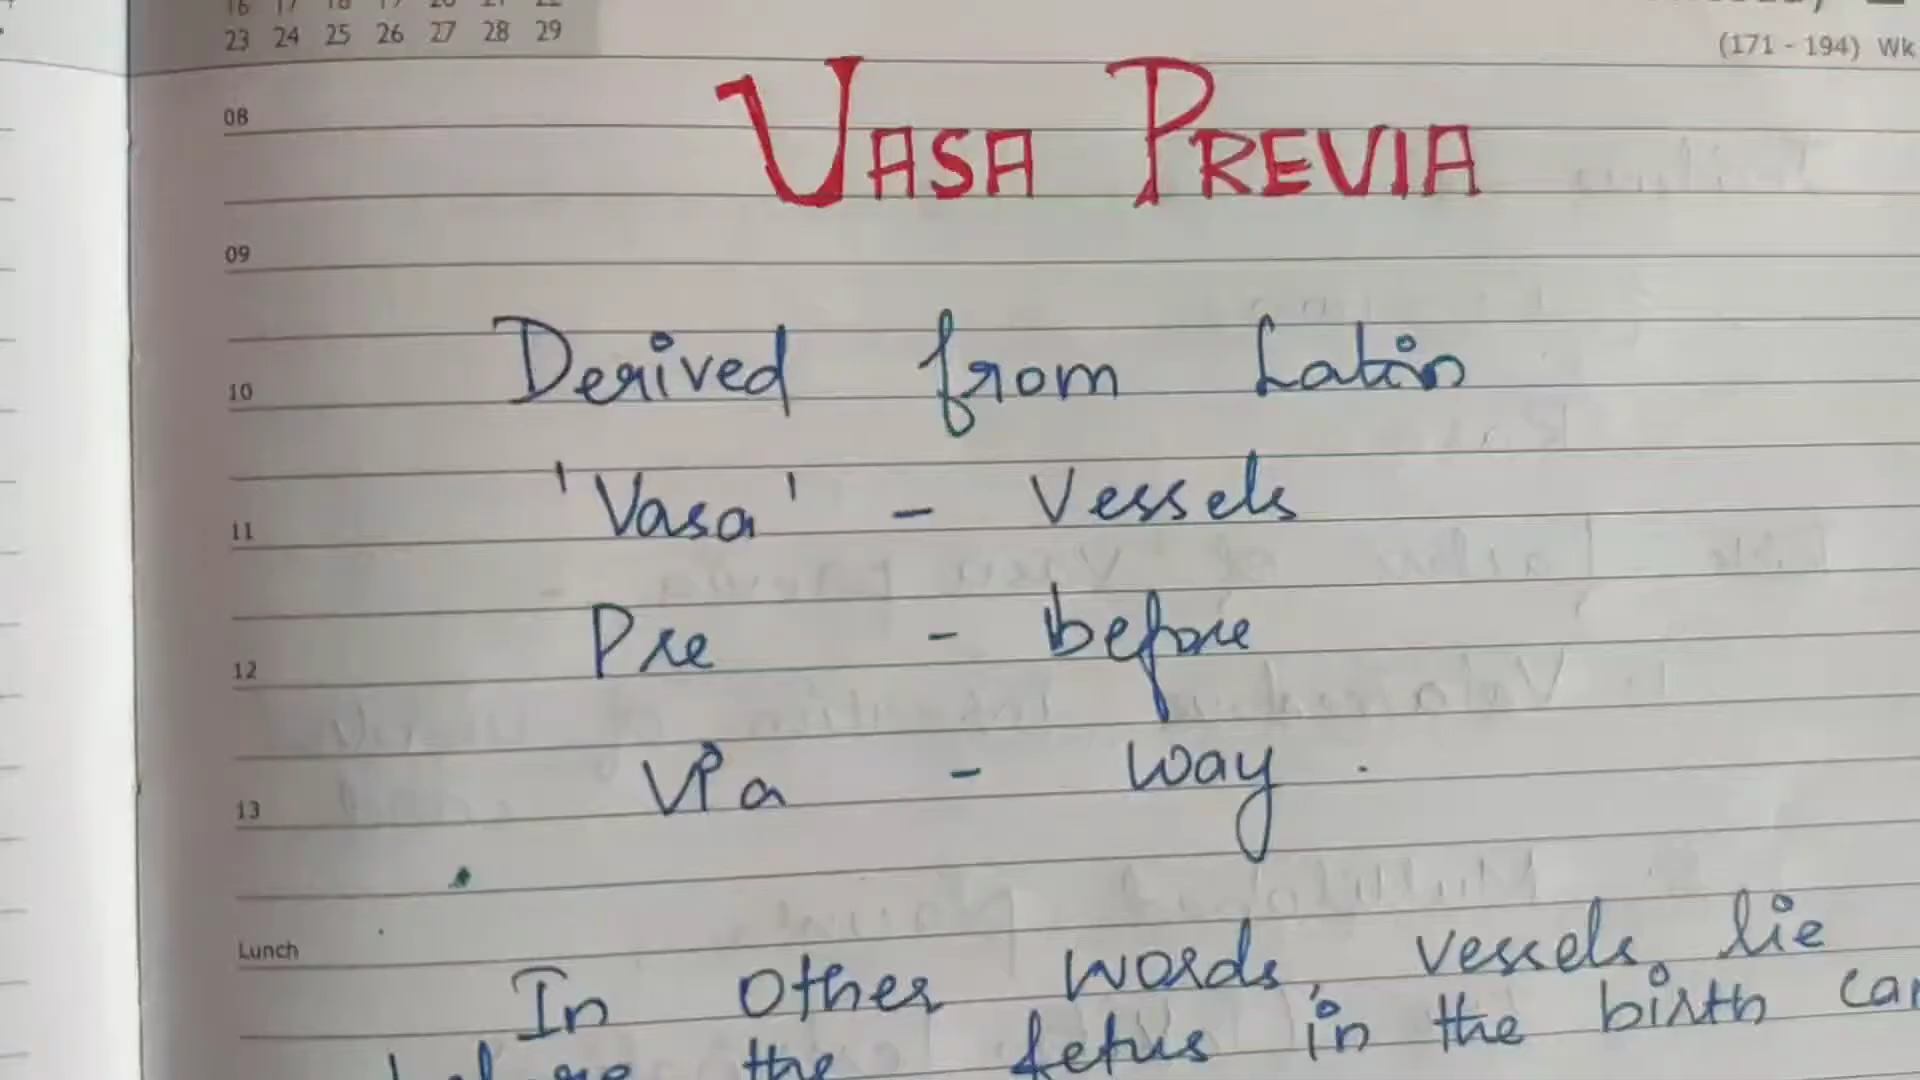 23 24 25 26 27 28 29
(171 - 194) Wk
08
VASA PREVIA
09
Derived from Latin
10
'Vasa' - Vessels
11
Pre - before
12
Via - way .
13
Lunch
In other words, vessels lie
before the fetus in the birth